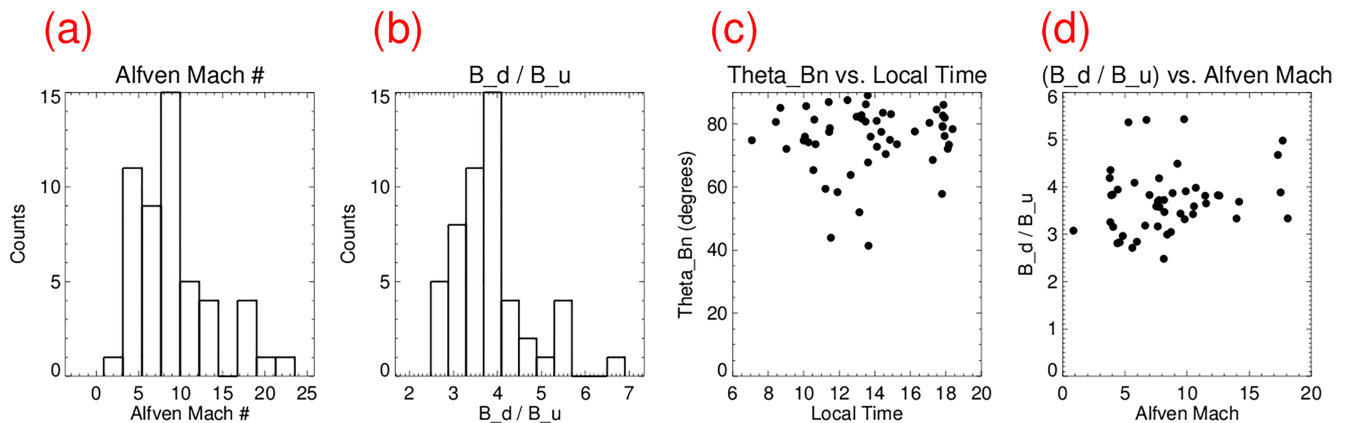 (a) (b) (c) (d)
Alfven Mach # B_d / B_u Theta_Bn vs. Local Time (B_d / B_u) vs. Alfven Mach
Counts
15
10
5
0
0 5 10 15 20 25
Alfven Mach #
Counts
15
10
5
0
2 3 4 5 6 7
B_d / B_u
Theta_Bn (degrees)
80
60
40
20
0
6 8 10 12 14 16 18 20
Local Time
B_d / B_u
6
5
4
3
2
1
0
0 5 10 15 20
Alfven Mach